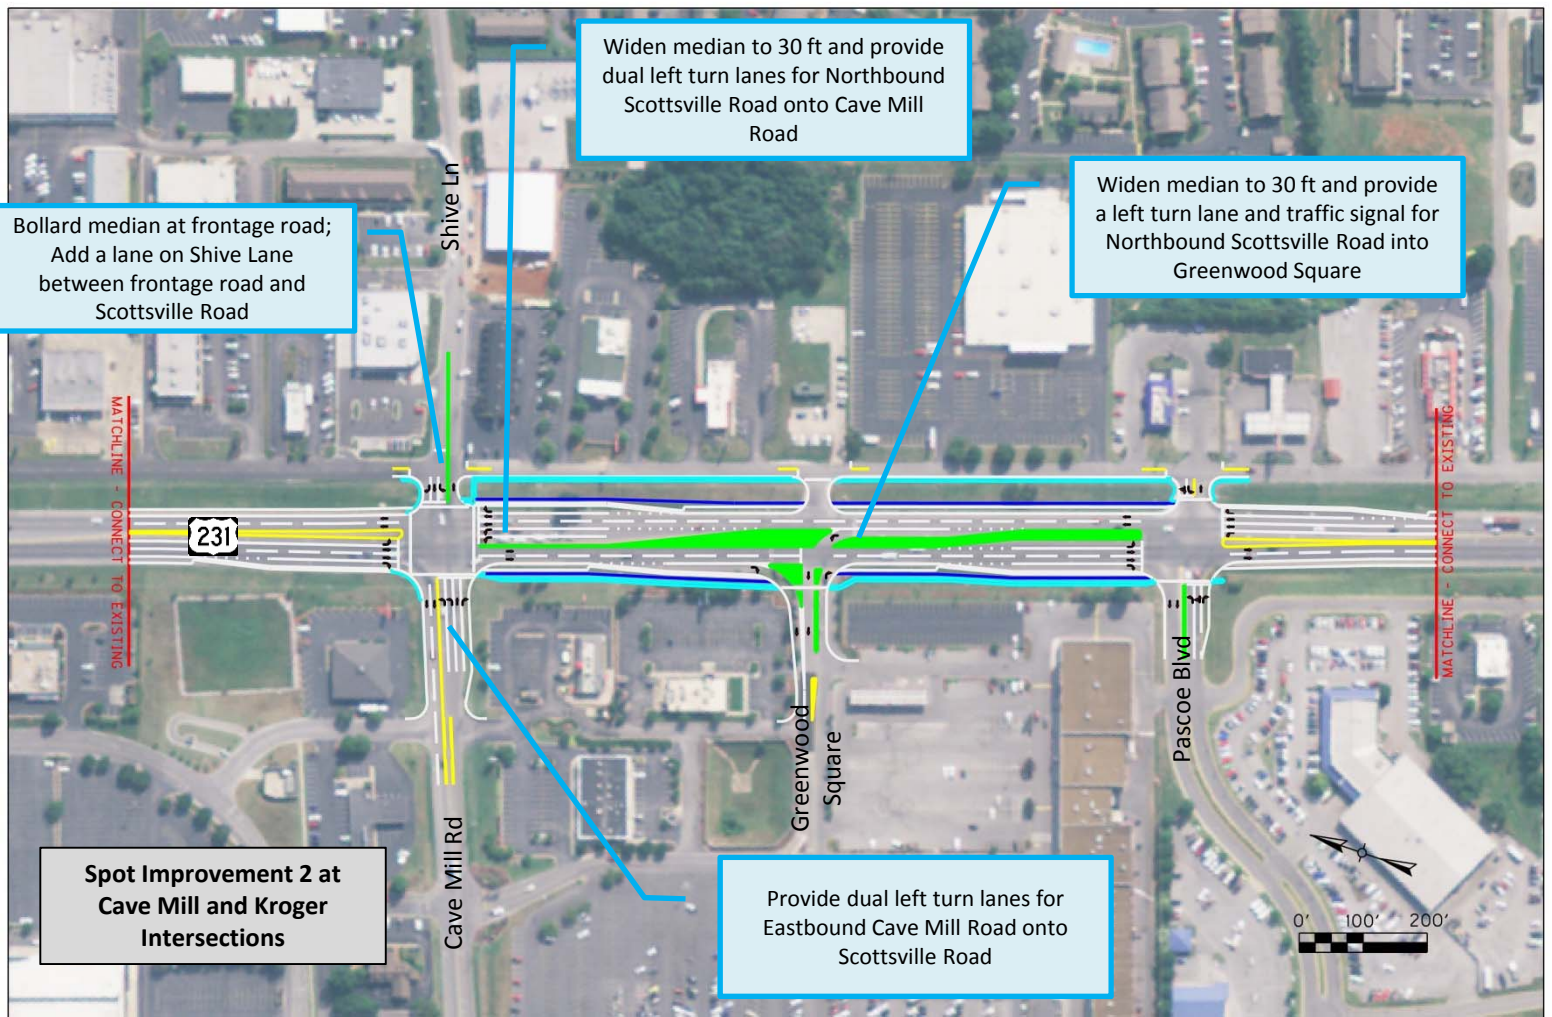 Widen median to 30 ft and provide
dual left turn lanes for Northbound
Scottsville Road onto Cave Mill
Road
Widen median to 30 ft and provide
a left turn lane and traffic signal for
Northbound Scottsville Road into
Greenwood Square
Bollard median at frontage road;
Add a lane on Shive Lane
between frontage road and
Scottsville Road
Shive Ln
MATCHLINE - CONNECT TO EXISTING
231
MATCHLINE - CONNECT TO EXISTING
Pascoe Blvd
Greenwood
Square
Cave Mill Rd
Spot Improvement 2 at
Cave Mill and Kroger
Intersections
Provide dual left turn lanes for
Eastbound Cave Mill Road onto
Scottsville Road
0' 100' 200'